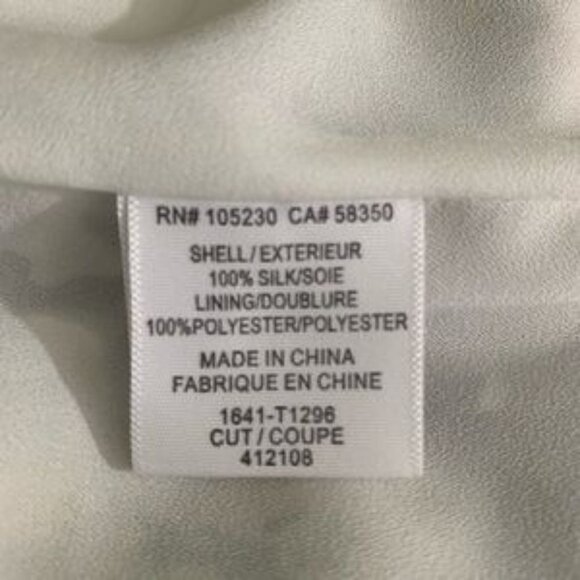 RN# 105230 CA# 58350
SHELL/EXTERIEUR
100% SILK/SOIE
LINING/DOUBLURE
100%POLYESTER/POLYESTER
MADE IN CHINA
FABRIQUE EN CHINE
1641-T1296
CUT / COUPE
412108